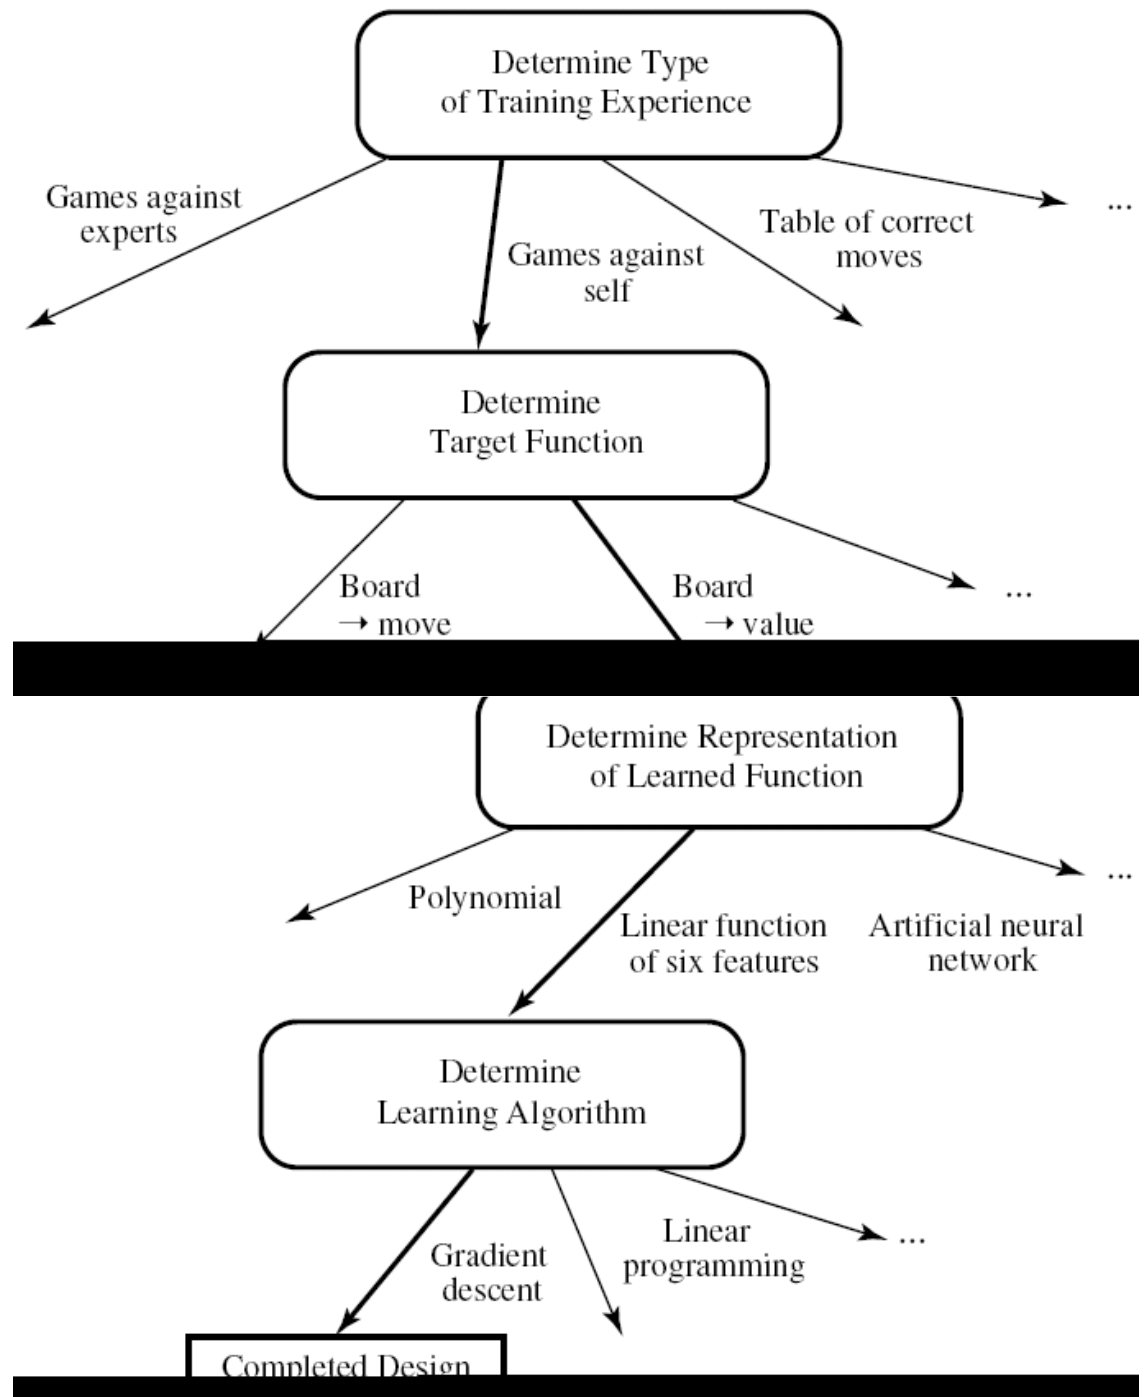 Determine Type
of Training Experience
Games against
experts
Games against
self
Table of correct
moves
...
Determine
Target Function
Board
→ move
Board
→ value
...
Determine Representation
of Learned Function
Polynomial
Linear function
of six features
Artificial neural
network
...
Determine
Learning Algorithm
Gradient
descent
Linear
programming
...
Completed Design